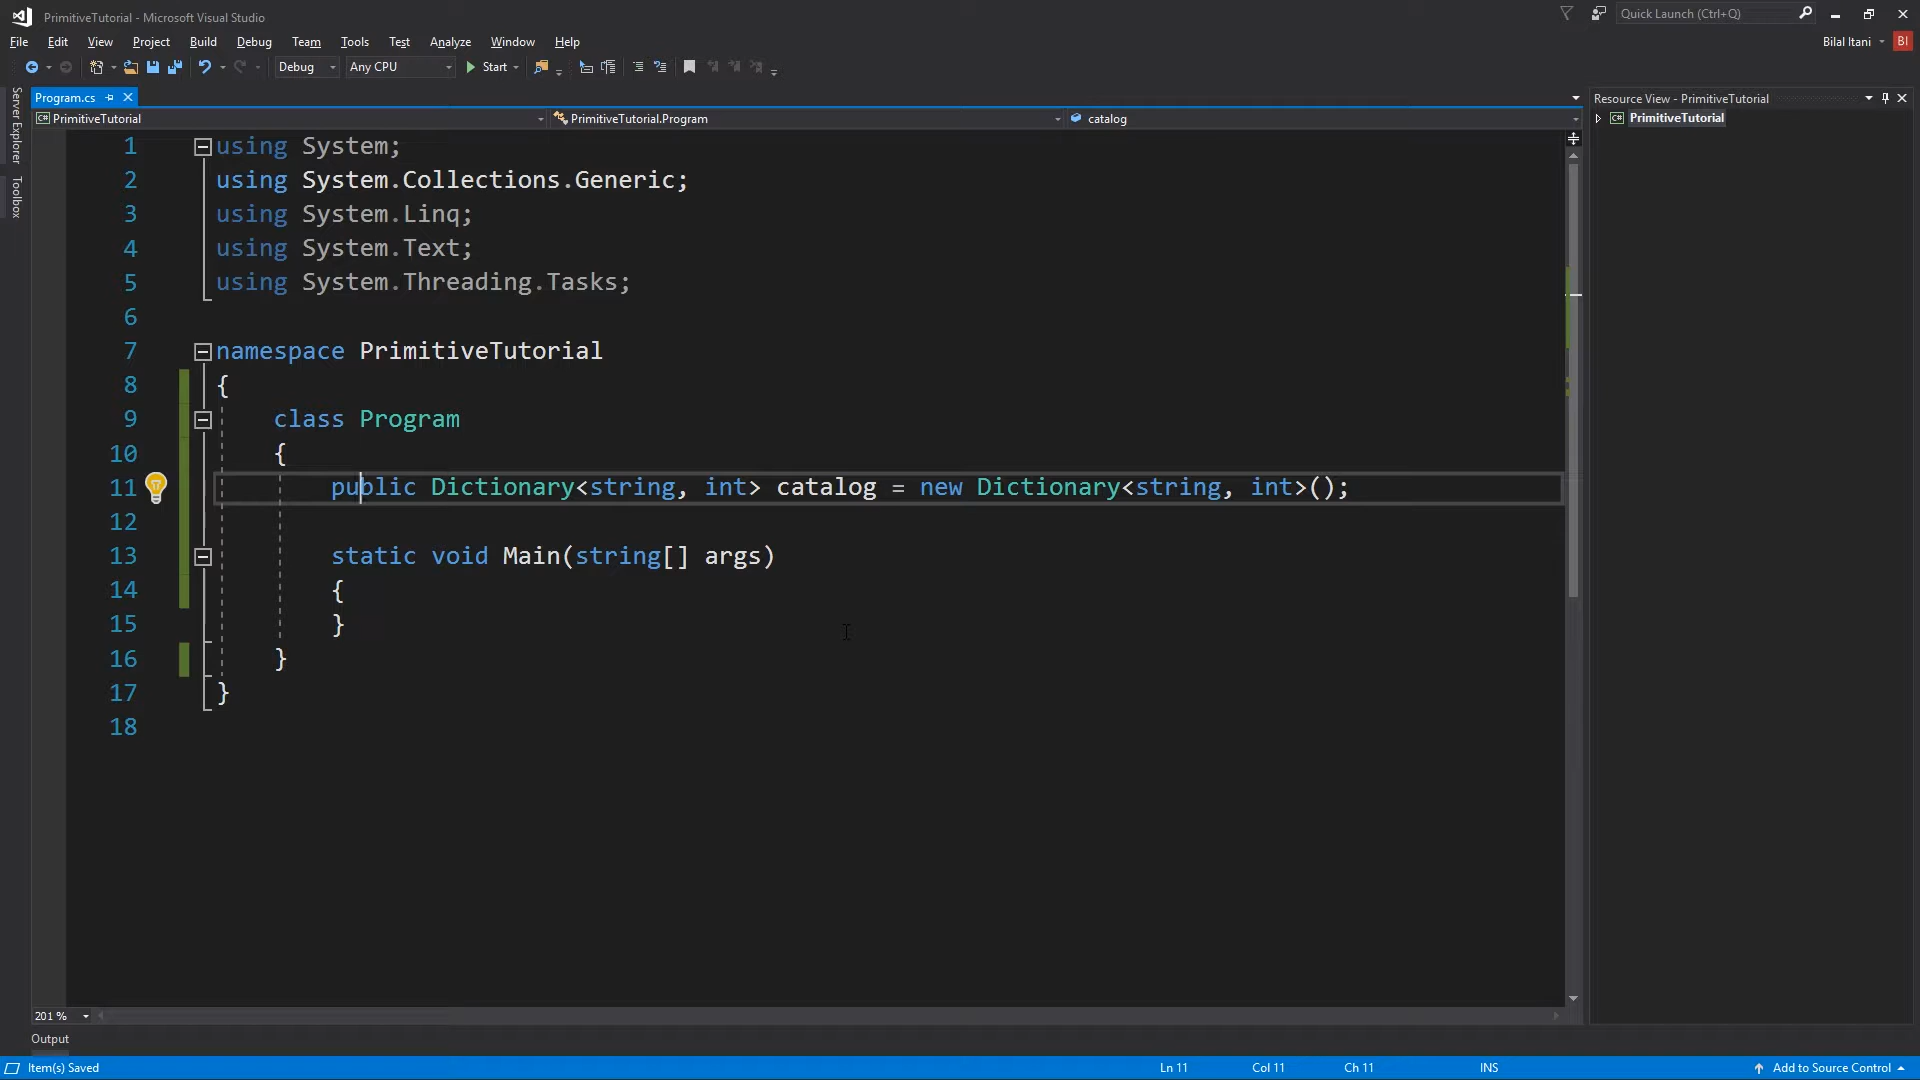 PrimitiveTutorial - Microsoft Visual Studio
Quick Launch (Ctrl+Q)
File Edit View Project Build Debug Team Tools Test Analyze Window Help
Bilal Itani BI
Debug Any CPU Start
Server Explorer
Toolbox
Program.cs
Resource View - PrimitiveTutorial
PrimitiveTutorial PrimitiveTutorial.Program catalog
PrimitiveTutorial
1 using System;
2 using System.Collections.Generic;
3 using System.Linq;
4 using System.Text;
5 using System.Threading.Tasks;
6
7 namespace PrimitiveTutorial
8 {
9 class Program
10 {
11 public Dictionary<string, int> catalog = new Dictionary<string, int>();
12
13 static void Main(string[] args)
14 {
15 }
16 }
17 }
18
201 %
Output
Item(s) Saved Ln 11 Col 11 Ch 11 INS Add to Source Control